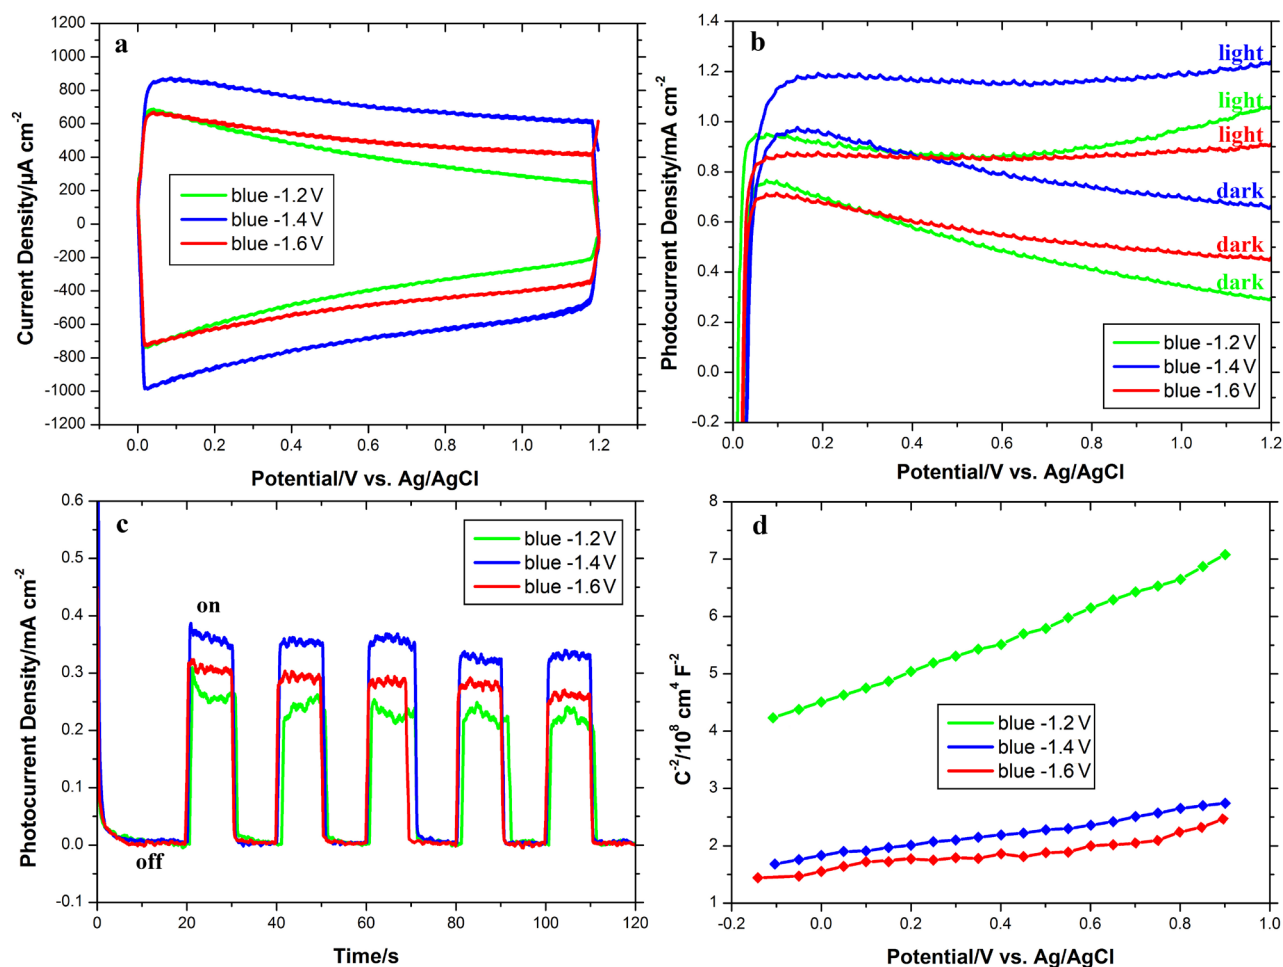 a
Current Density/µA cm⁻²
1200
1000
800
600
400
200
0
-200
-400
-600
-800
-1000
-1200
blue -1.2 V
blue -1.4 V
blue -1.6 V
0.0 0.2 0.4 0.6 0.8 1.0 1.2
Potential/V vs. Ag/AgCl
b
Photocurrent Density/mA cm⁻²
1.4
1.2
1.0
0.8
0.6
0.4
0.2
0.0
-0.2
light
light
light
dark
dark
dark
blue -1.2 V
blue -1.4 V
blue -1.6 V
0.0 0.2 0.4 0.6 0.8 1.0 1.2
Potential/V vs. Ag/AgCl
c
Photocurrent Density/mA cm⁻²
0.6
0.5
0.4
0.3
0.2
0.1
0.0
-0.1
blue -1.2 V
blue -1.4 V
blue -1.6 V
on
off
0 20 40 60 80 100 120
Time/s
d
C⁻²/10⁸ cm⁴ F⁻²
8
7
6
5
4
3
2
1
blue -1.2 V
blue -1.4 V
blue -1.6 V
-0.2 0.0 0.2 0.4 0.6 0.8 1.0
Potential/V vs. Ag/AgCl